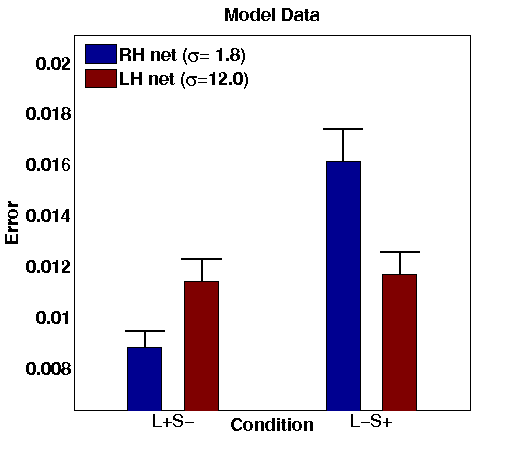 Model Data
RH net (σ= 1.8)
LH net (σ=12.0)
0.02
0.018
0.016
0.014
0.012
0.01
0.008
Error
L+S−
L−S+
Condition